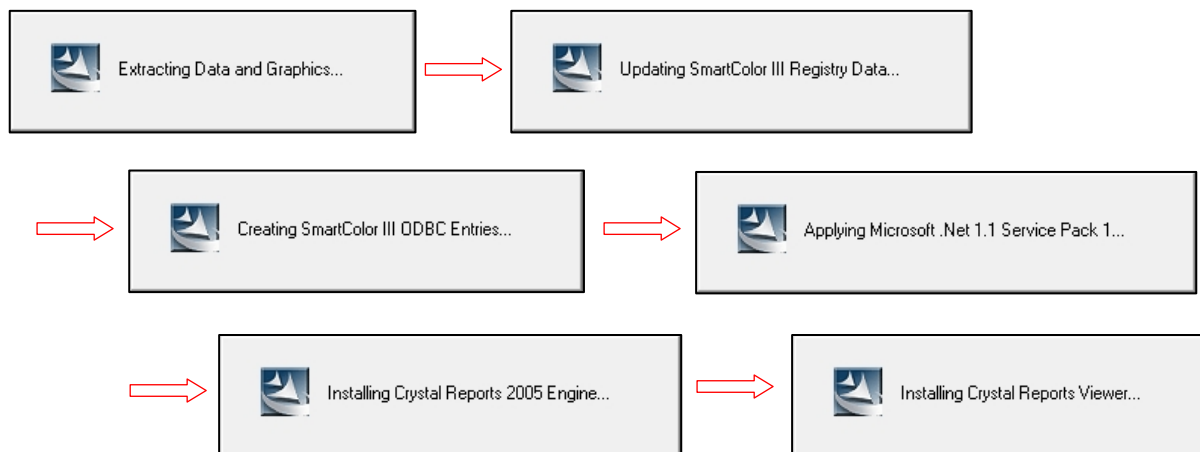 Extracting Data and Graphics...
Updating SmartColor III Registry Data...
Creating SmartColor III ODBC Entries...
Applying Microsoft .Net 1.1 Service Pack 1...
Installing Crystal Reports 2005 Engine...
Installing Crystal Reports Viewer...